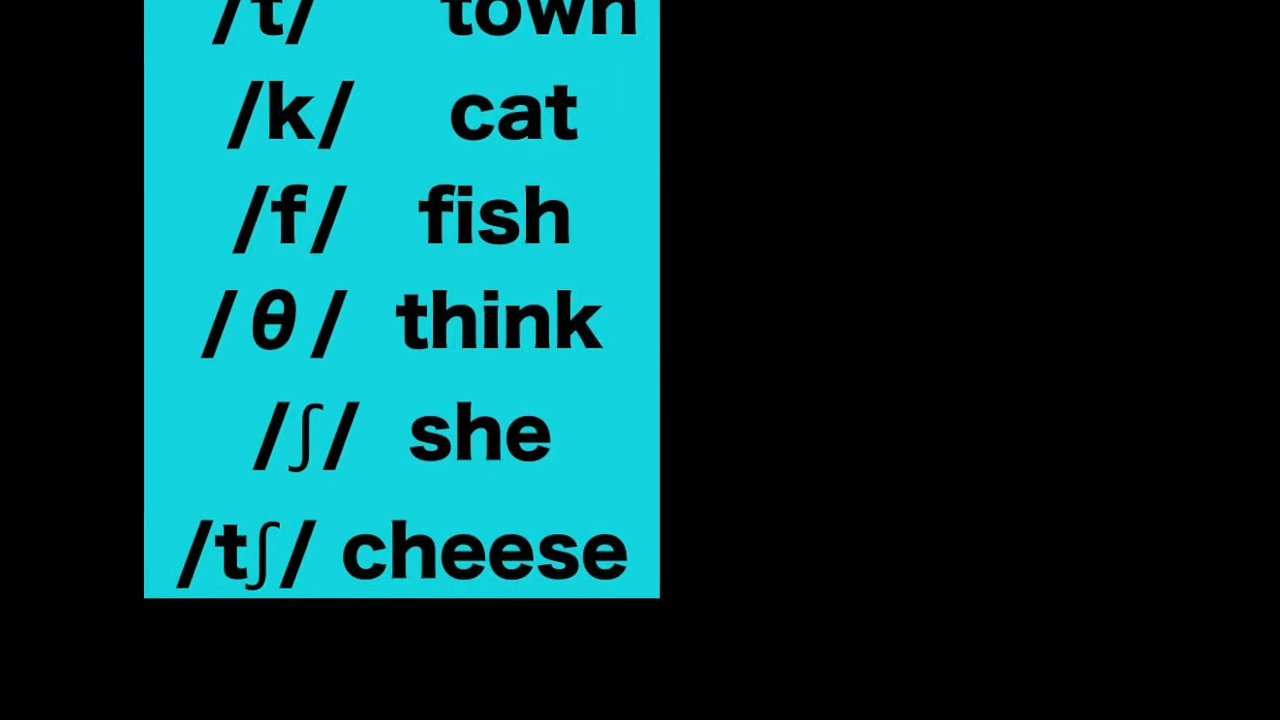 /t/ town
/k/ cat
/f/ fish
/θ/ think
/ʃ/ she
/tʃ/ cheese